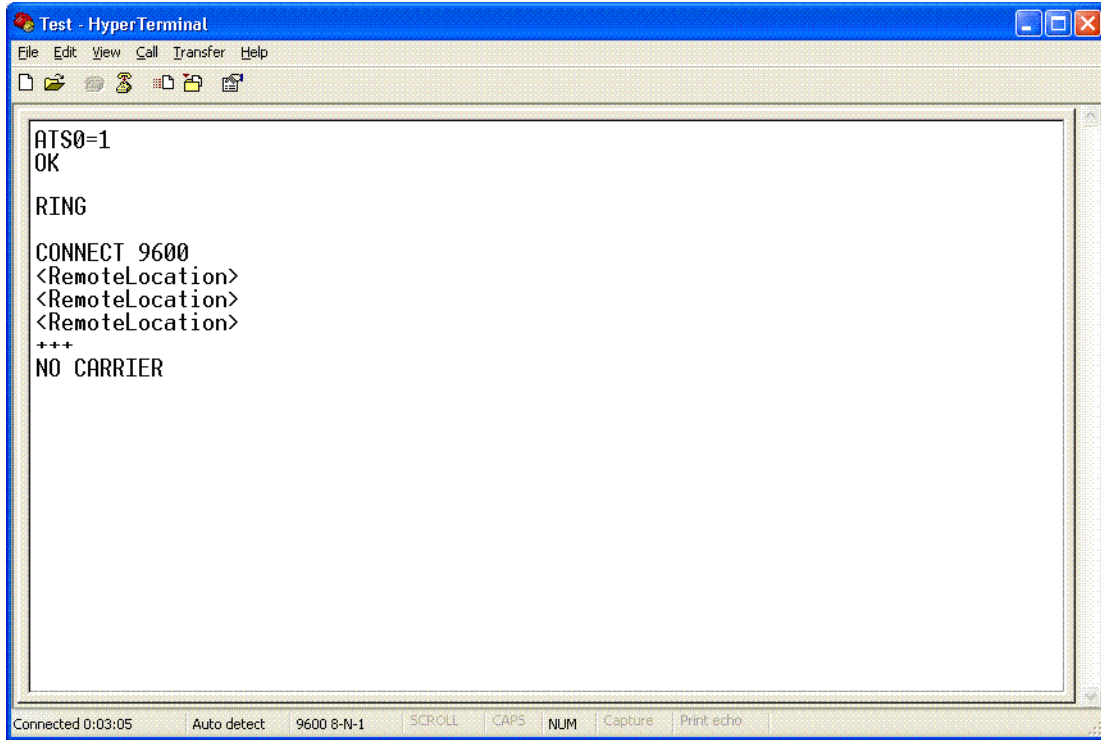 Test - HyperTerminal
File Edit View Call Transfer Help
ATS0=1
OK
RING
CONNECT 9600
<RemoteLocation>
<RemoteLocation>
<RemoteLocation>
+++
NO CARRIER
Connected 0:03:05 Auto detect 9600 8-N-1 SCROLL CAPS NUM Capture Print echo